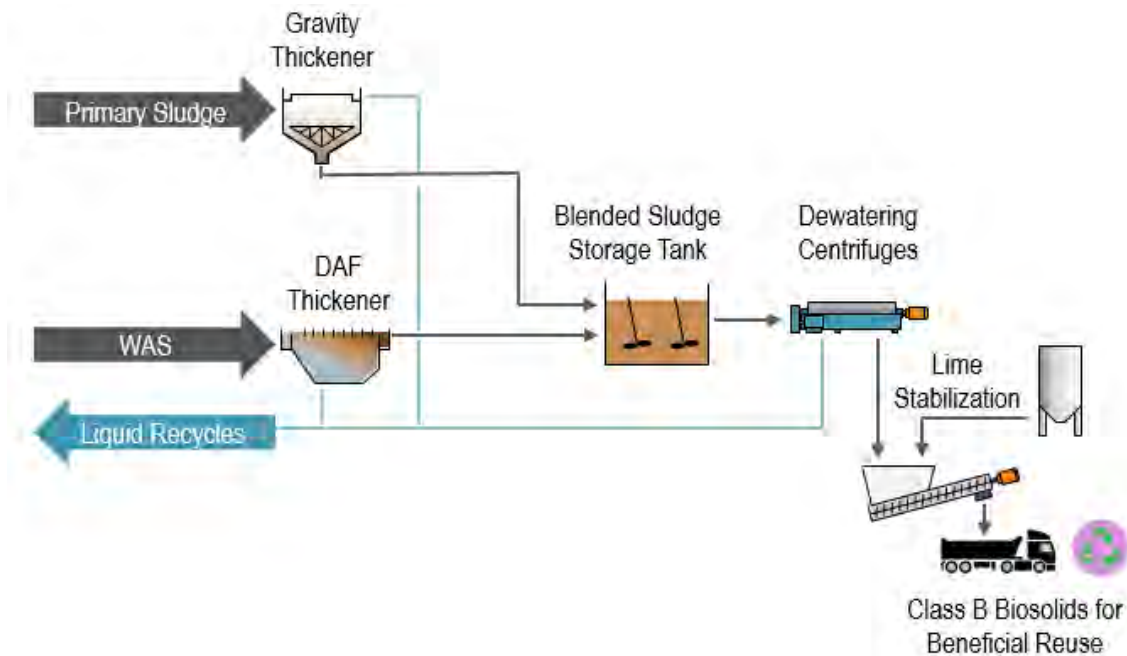 Gravity
Thickener
Primary Sludge
DAF
Thickener
WAS
Liquid Recycles
Blended Sludge
Storage Tank
Dewatering
Centrifuges
Lime
Stabilization
Class B Biosolids for
Beneficial Reuse